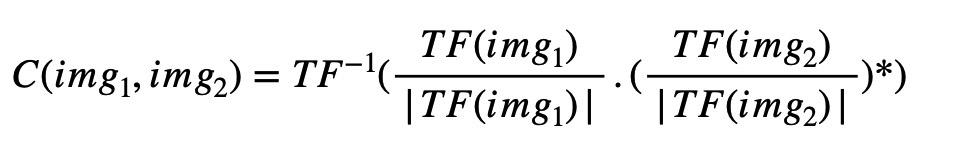 C(img₁, img₂) = TF⁻¹( TF(img₁) / |TF(img₁)| . ( TF(img₂) / |TF(img₂)| )*)